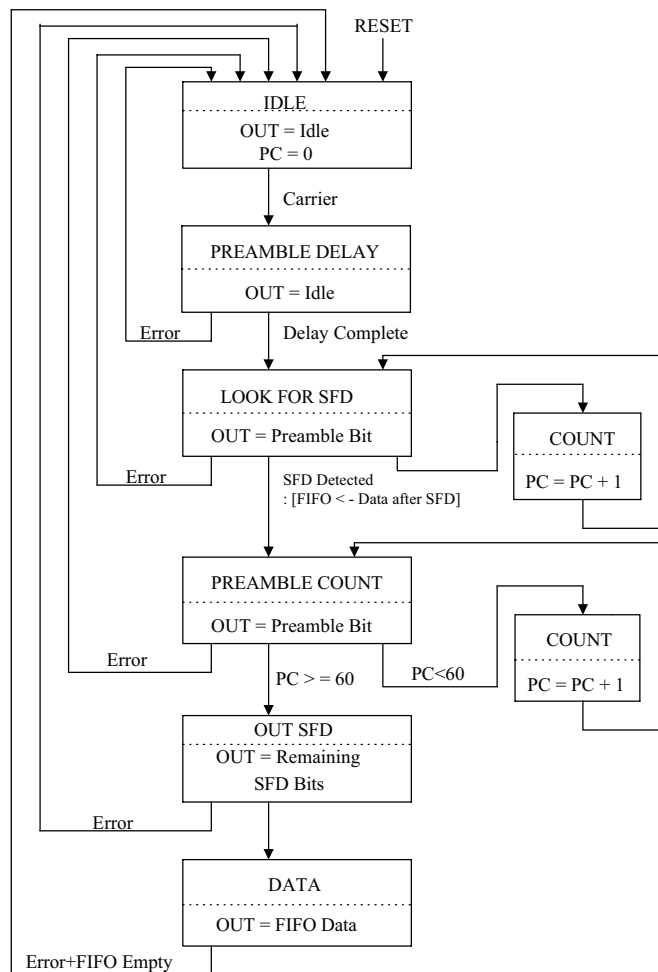 RESET
IDLE
OUT = Idle
PC = 0
Carrier
PREAMBLE DELAY
OUT = Idle
Error
Delay Complete
LOOK FOR SFD
OUT = Preamble Bit
COUNT
PC = PC + 1
Error
SFD Detected
: [FIFO < - Data after SFD]
PREAMBLE COUNT
OUT = Preamble Bit
COUNT
PC = PC + 1
Error
PC > = 60
PC<60
OUT SFD
OUT = Remaining
SFD Bits
Error
DATA
OUT = FIFO Data
Error+FIFO Empty